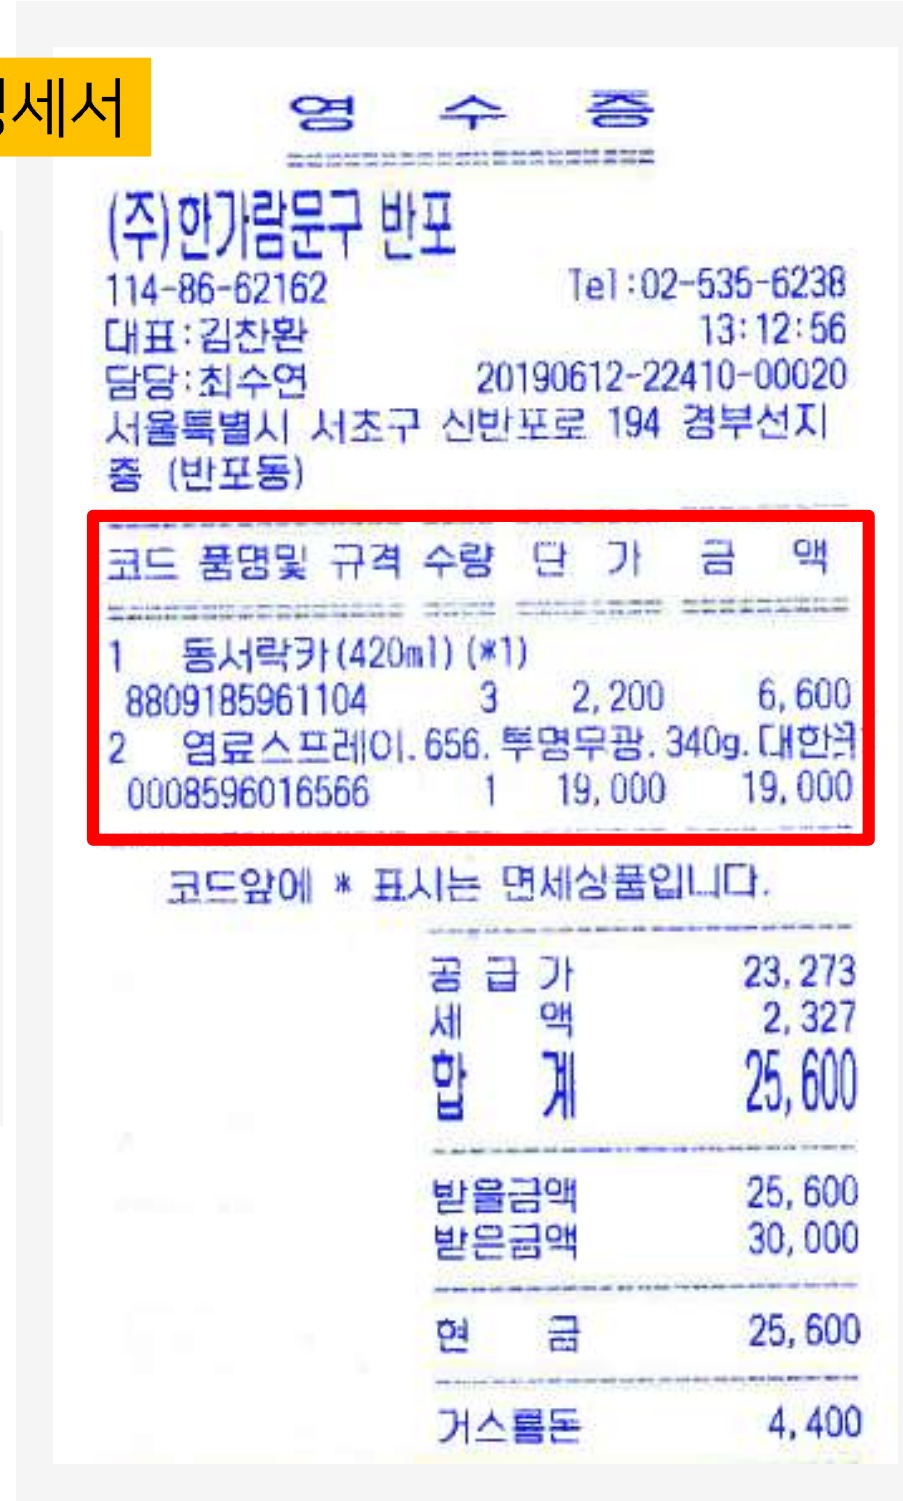 세서
영 수 증
(주)한가람문구 반포
114-86-62162 Tel:02-535-6238
대표:김찬환 13:12:56
담당:최수연 20190612-22410-00020
서울특별시 서초구 신반포로 194 경부선지
층 (반포동)
코드 품명및 규격 수량 단 가 금 액
1 동서락카(420ml)(*1)
8809185961104 3 2,200 6,600
2 염료스프레이.656.투명무광.340g.대한
0008596016566 1 19,000 19,000
코드앞에 * 표시는 면세상품입니다.
공 급 가 23,273
세 액 2,327
합 계 25,600
받을금액 25,600
받은금액 30,000
현 금 25,600
거스름돈 4,400